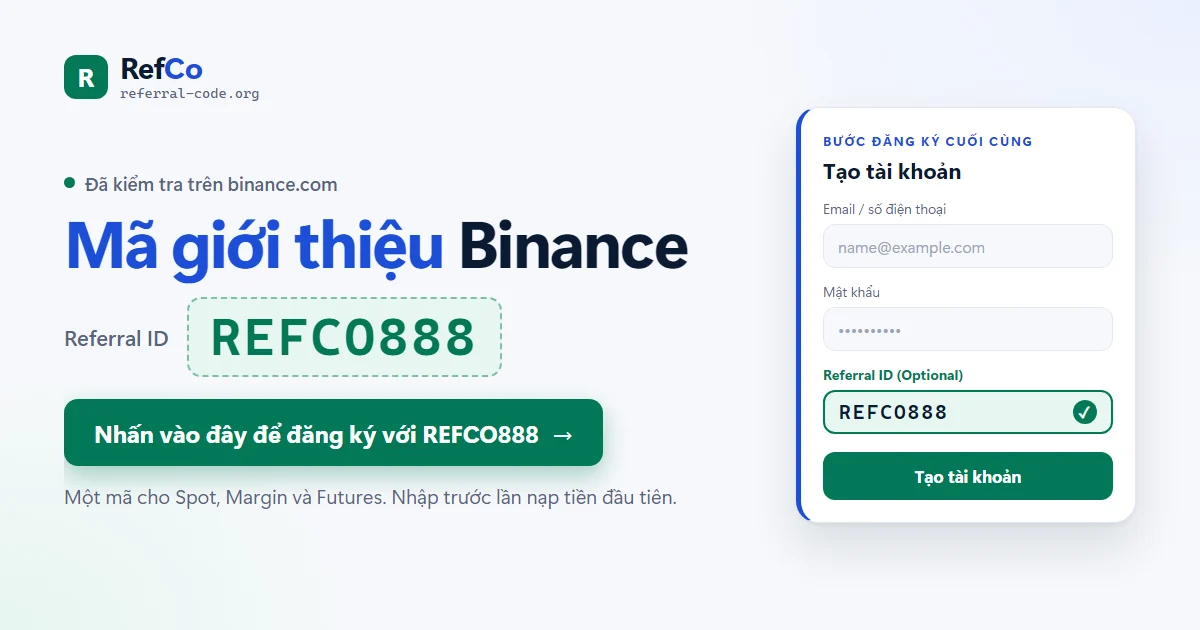 R
RefCo
referral-code.org
Đã kiểm tra trên binance.com
Mã giới thiệu Binance
Referral ID
REFCO888
Nhấn vào đây để đăng ký với REFCO888 →
Một mã cho Spot, Margin và Futures. Nhập trước lần nạp tiền đầu tiên.
BƯỚC ĐĂNG KÝ CUỐI CÙNG
Tạo tài khoản
Email / số điện thoại
name@example.com
Mật khẩu
••••••••••
Referral ID (Optional)
REFCO888
Tạo tài khoản